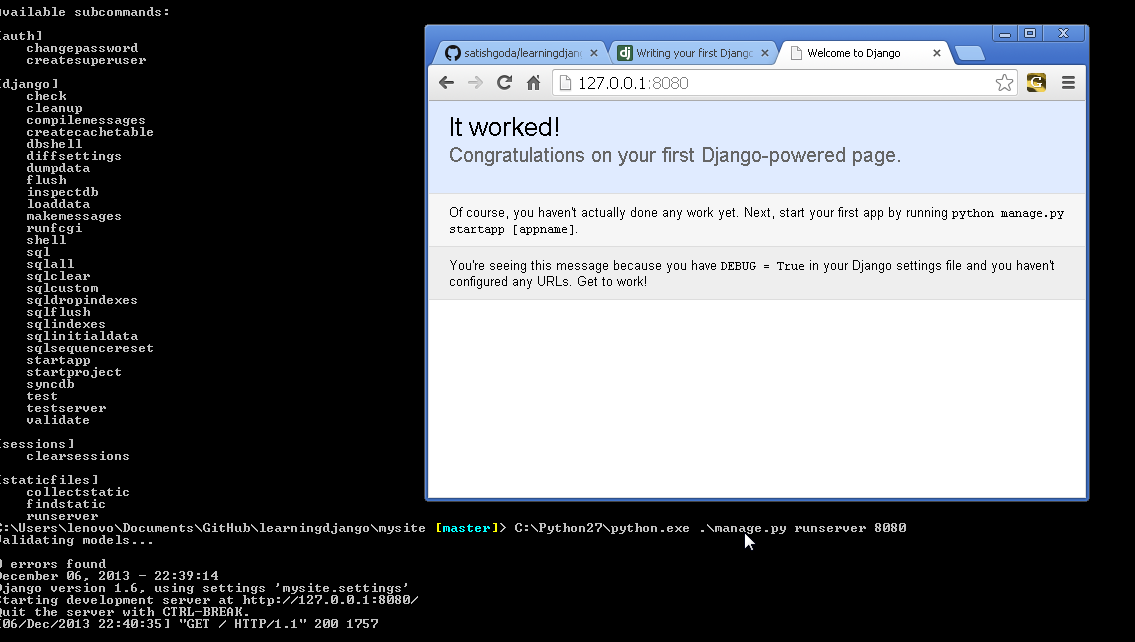 Available subcommands:
[auth]
changepassword
createsuperuser
[django]
check
cleanup
compilemessages
createcachetable
dbshell
diffsettings
dumpdata
flush
inspectdb
loaddata
makemessages
runfcgi
shell
sql
sqlall
sqlclear
sqlcustom
sqldropindexes
sqlflush
sqlindexes
sqlinitialdata
sqlsequencereset
startapp
startproject
syncdb
test
testserver
validate
[sessions]
clearsessions
[staticfiles]
collectstatic
findstatic
runserver
C:\Users\lenovo\Documents\GitHub\learningdjango\mysite [master]> C:\Python27\python.exe .\manage.py runserver 8080
Validating models...
0 errors found
December 06, 2013 - 22:39:14
Django version 1.6, using settings 'mysite.settings'
Starting development server at http://127.0.0.1:8080/
Quit the server with CTRL-BREAK.
[06/Dec/2013 22:40:35] "GET / HTTP/1.1" 200 1757
satishgoda/learningdjan
dj Writing your first Django
Welcome to Django
127.0.0.1:8080
G
It worked!
Congratulations on your first Django-powered page.
Of course, you haven't actually done any work yet. Next, start your first app by running python manage.py
startapp [appname].
You're seeing this message because you have DEBUG = True in your Django settings file and you haven't
configured any URLs. Get to work!